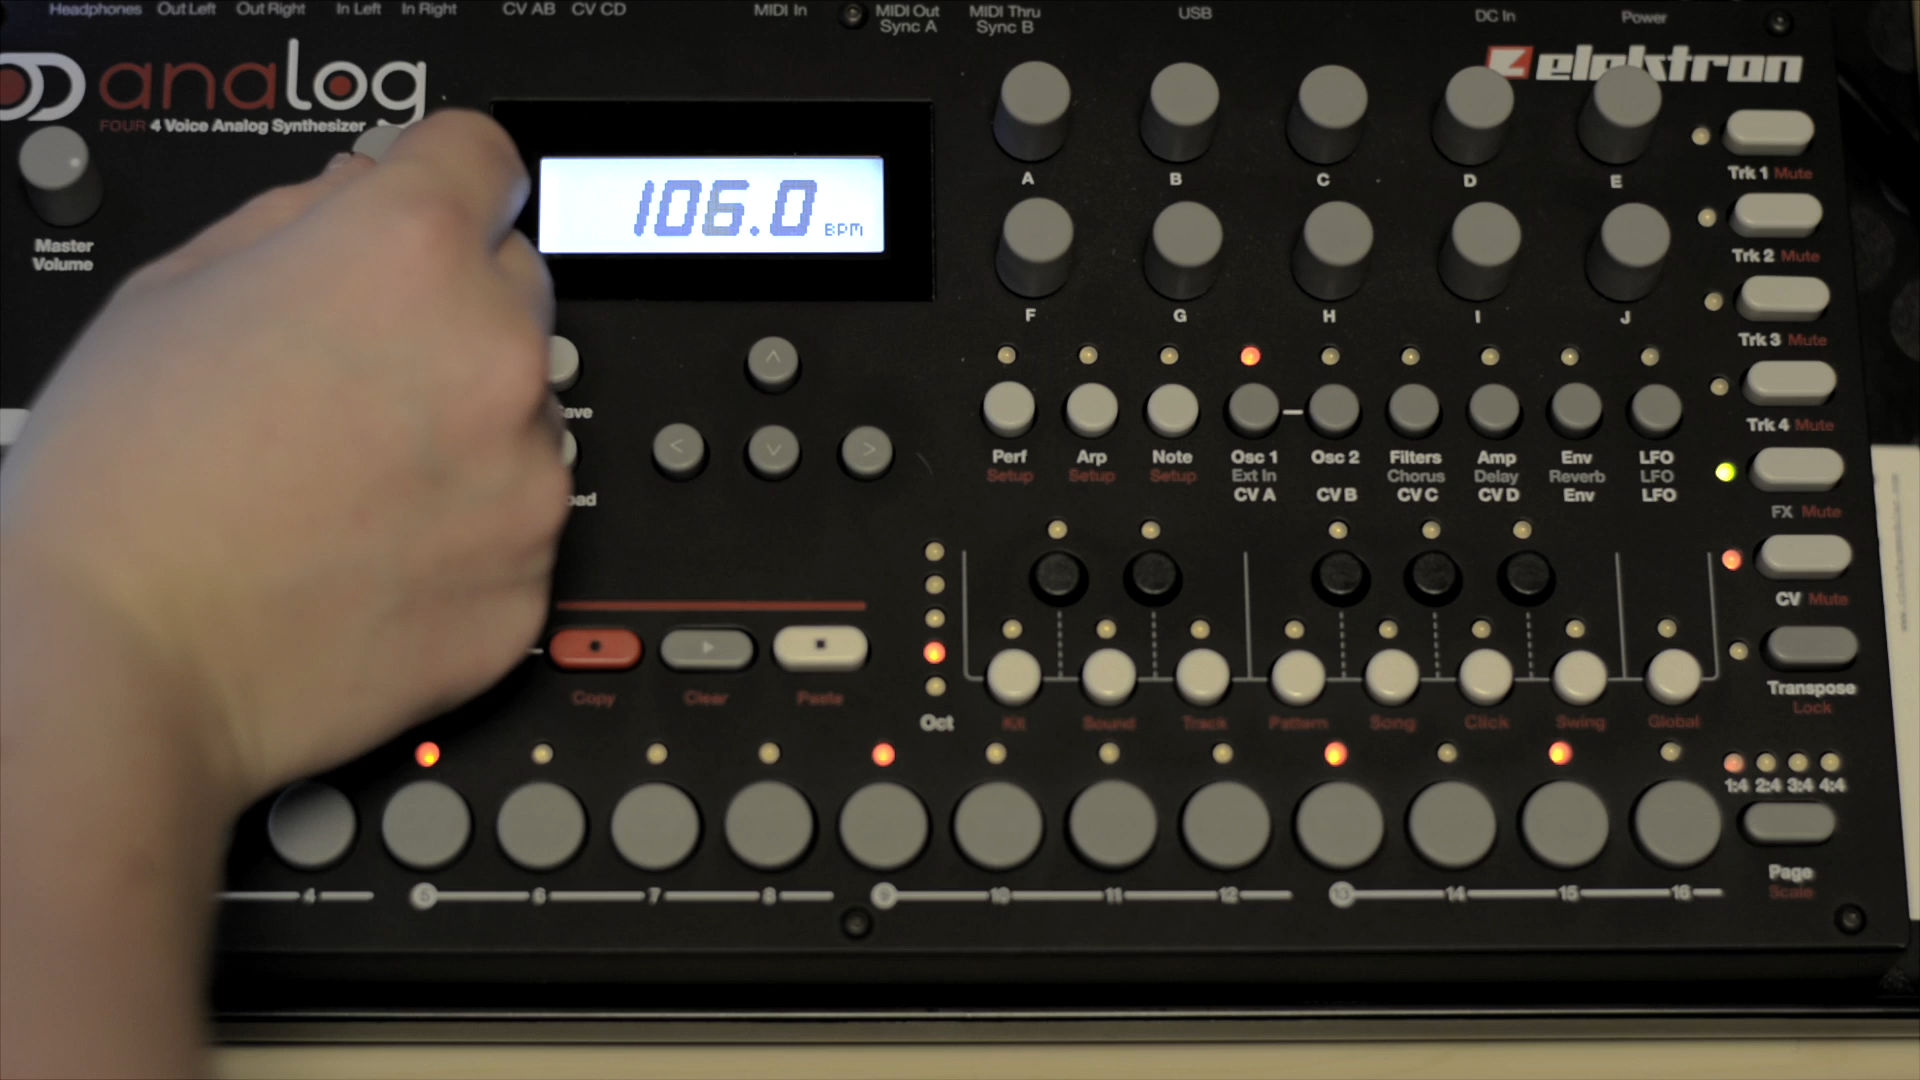 Headphones Out Left Out Right In Left In Right CV AB CV CD MIDI In MIDI Out MIDI Thru USB DC In Power
Sync A Sync B
analog
FOUR 4 Voice Analog Synthesizer
elektron
106.0 BPM
Master
Volume
A B C D E
F G H I J
Trk 1 Mute
Trk 2 Mute
Trk 3 Mute
Trk 4 Mute
FX Mute
CV Mute
Transpose
Lock
Perf Arp Note Osc 1 Osc 2 Filters Amp Env LFO
Setup Setup Setup Ext In Chorus Delay Reverb LFO
CV A CV B CV C CV D Env LFO
Copy Clear Paste
Oct
Kit Sound Track Pattern Song Click Swing Global
1:4 2:4 3:4 4:4
Page
Scale
4 5 6 7 8 9 10 11 12 13 14 15 16